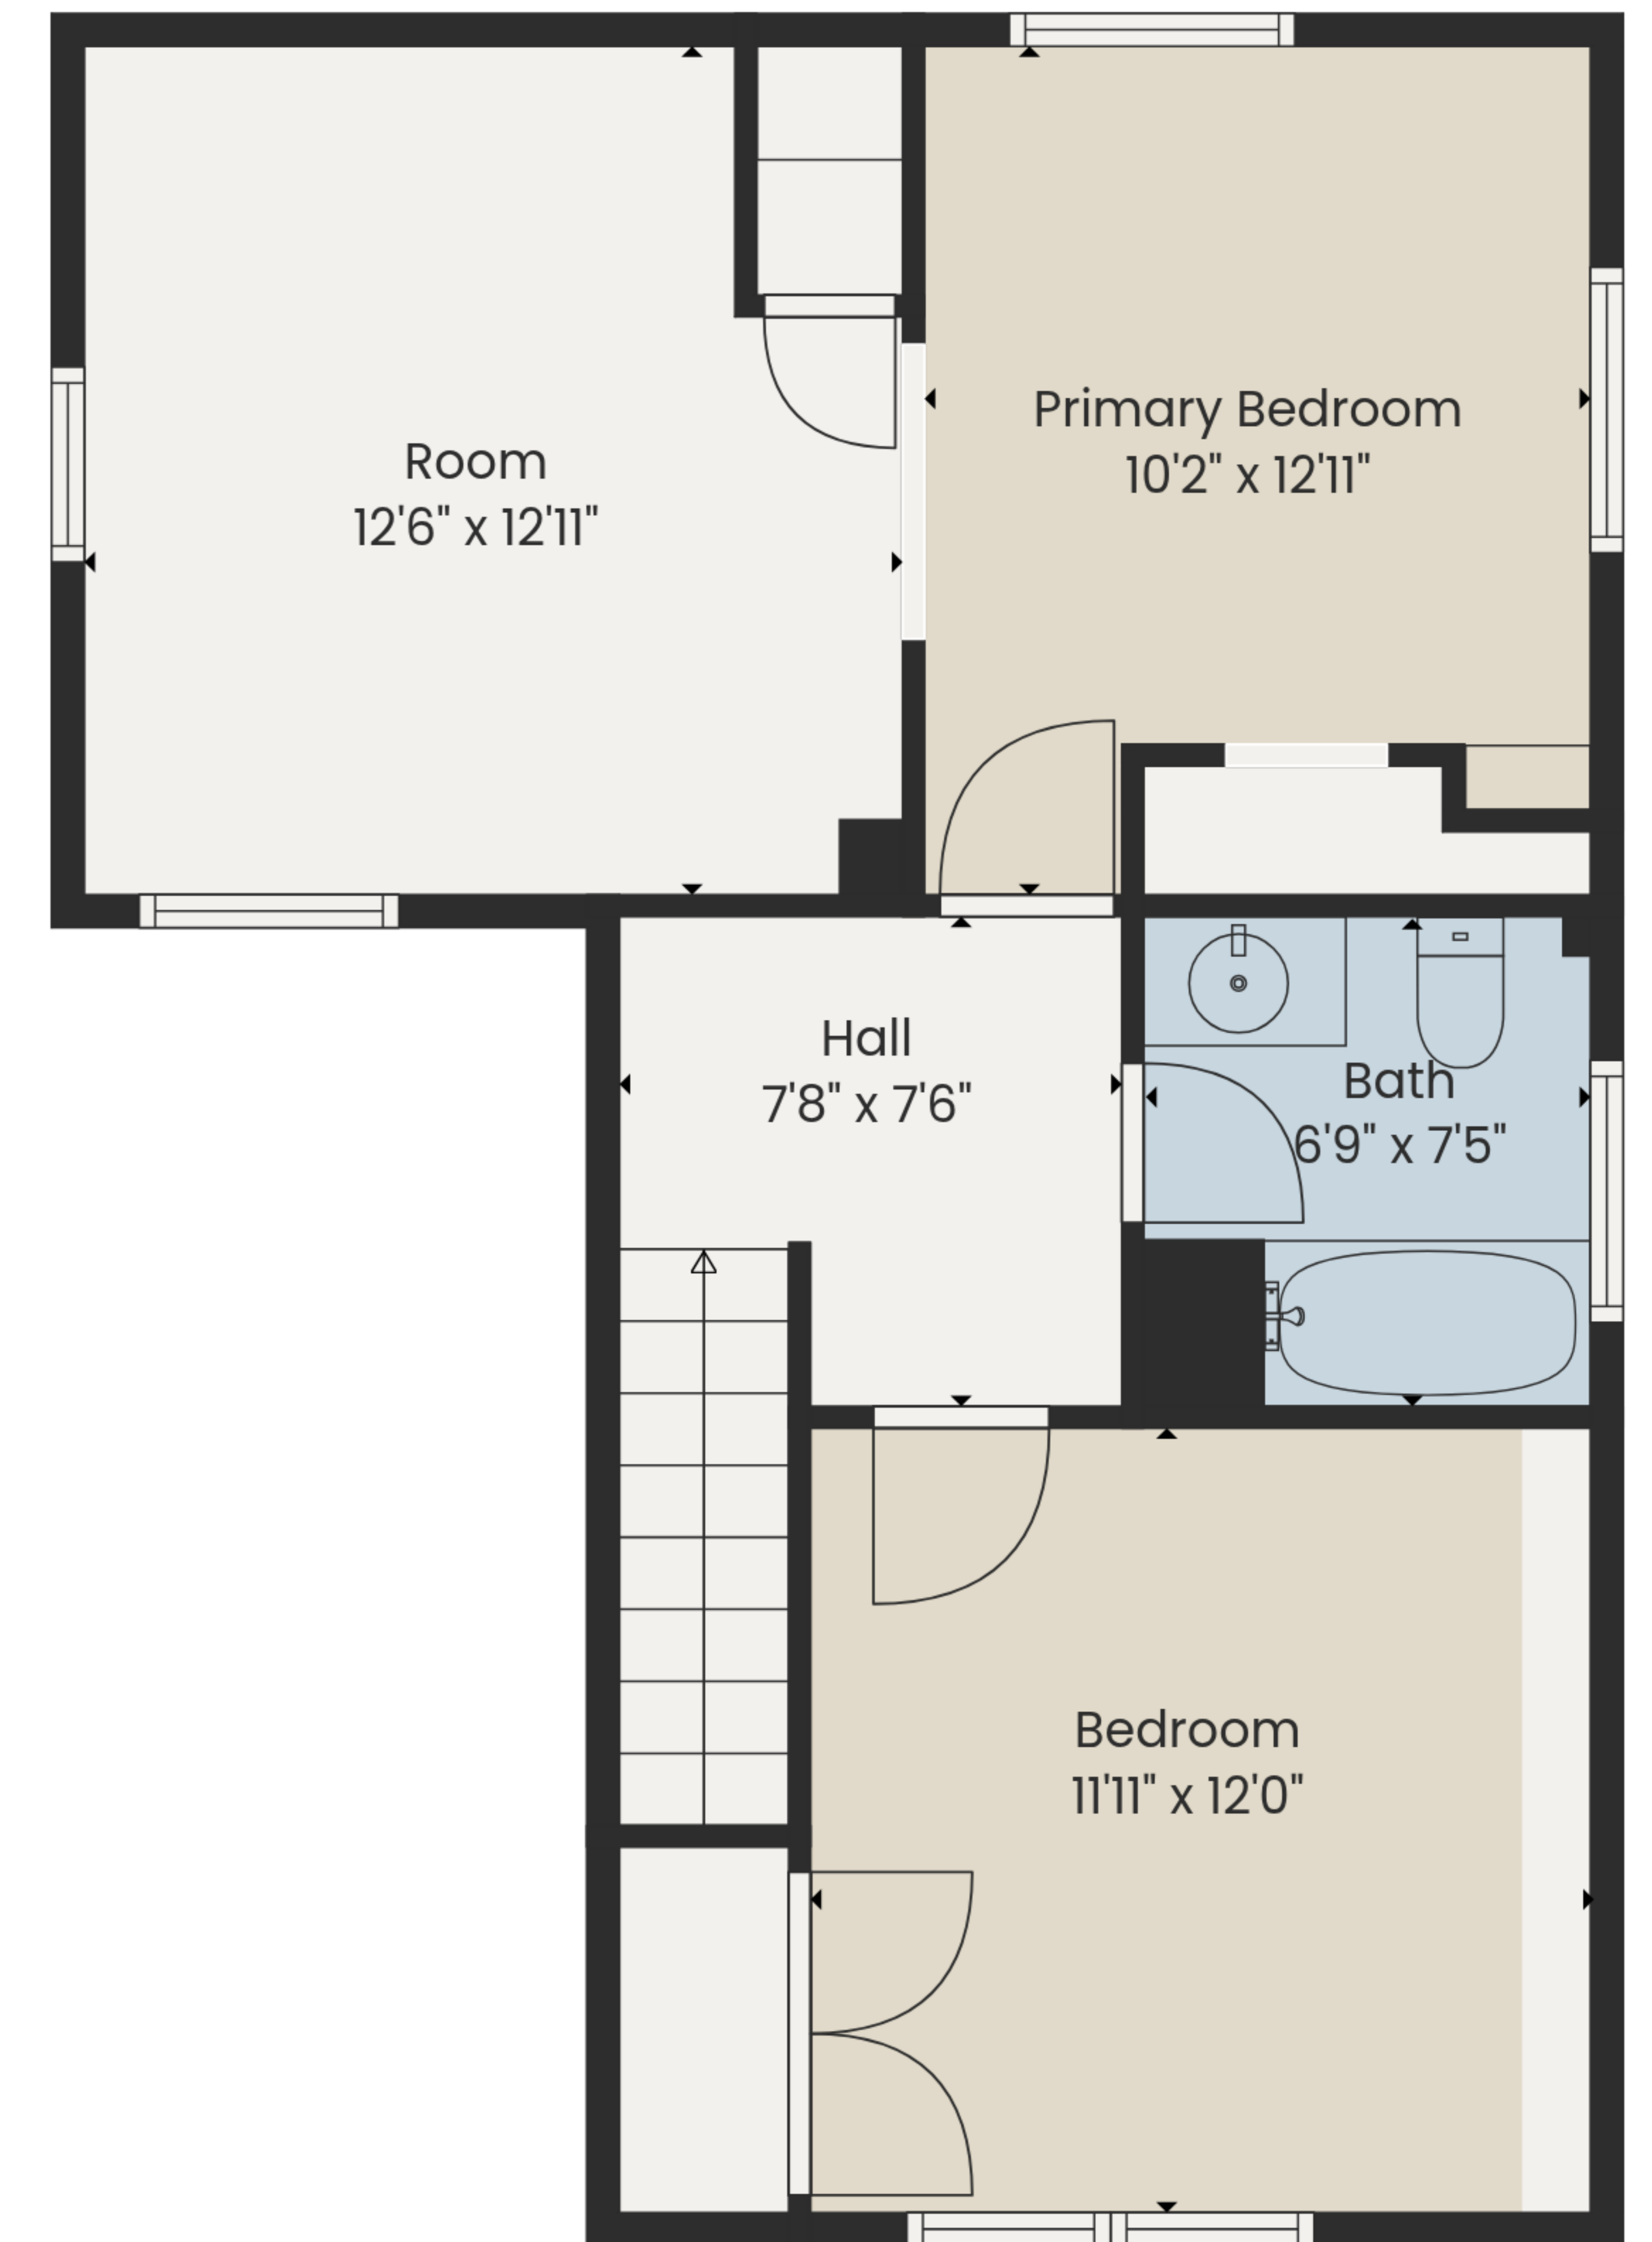 Room
12'6" x 12'11"
Primary Bedroom
10'2" x 12'11"
Hall
7'8" x 7'6"
Bath
6'9" x 7'5"
Bedroom
11'11" x 12'0"